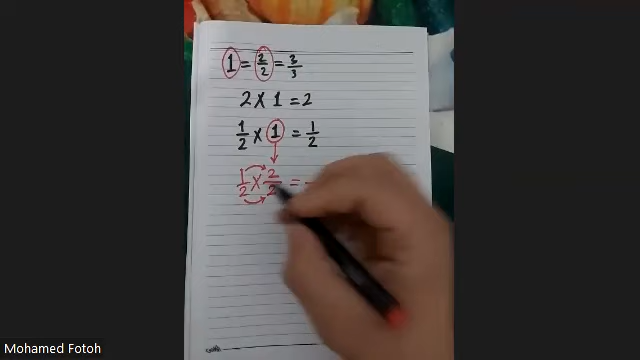 1 = 2/2 = 3/3
2 X 1 = 2
1/2 X 1 = 1/2
1/2 X 2/2 =
Mohamed Fotoh